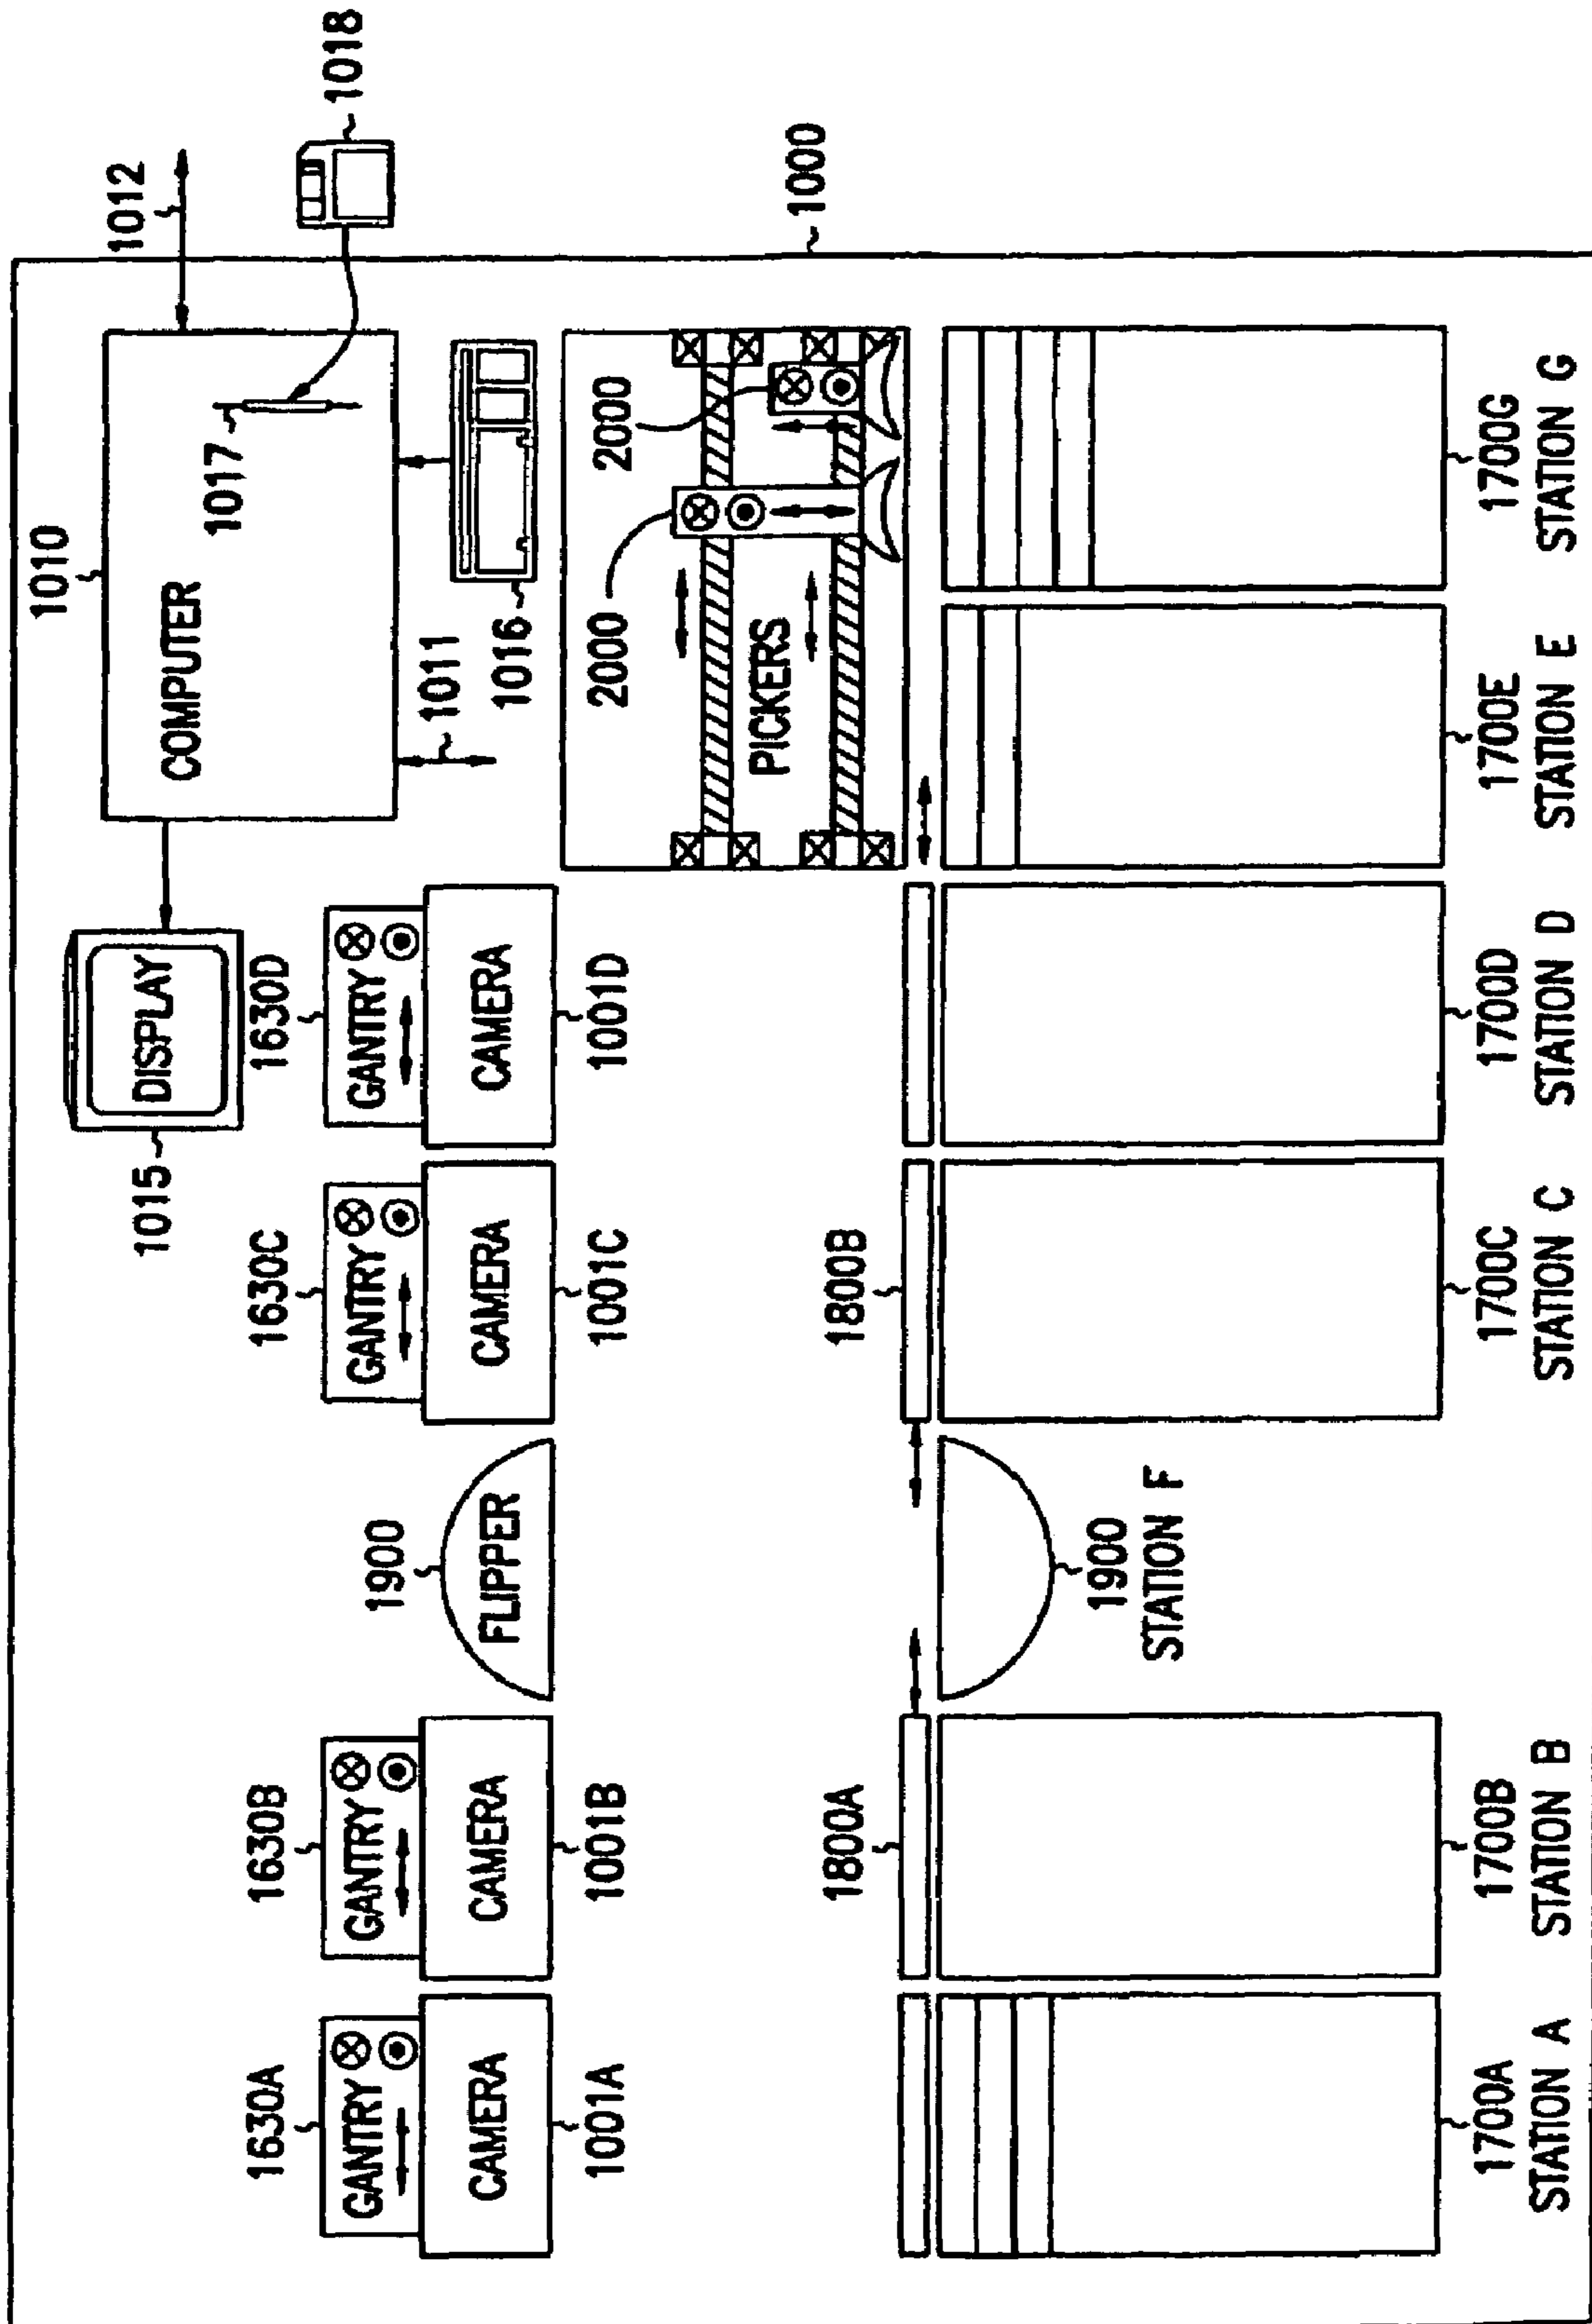 1010
1012
1018
COMPUTER
1017
DISPLAY
1015
1011
1016
1000
1630A
1630B
1630C
1630D
GANTRY
GANTRY
GANTRY
GANTRY
CAMERA
CAMERA
CAMERA
CAMERA
1001A
1001B
1001C
1001D
1900
FLIPPER
2000
2000
PICKERS
1800A
1800B
1900
STATION F
1700A
STATION A
1700B
STATION B
1700C
STATION C
1700D
STATION D
1700E
STATION E
1700G
STATION G